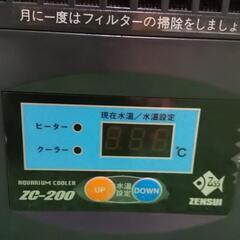 月に一度はフィルターの掃除をしましょ
現在水温／水温設定
ヒーター
クーラー
℃
AQUARIUM COOLER
ZC-200
UP
水温設定
DOWN
ZENSUI